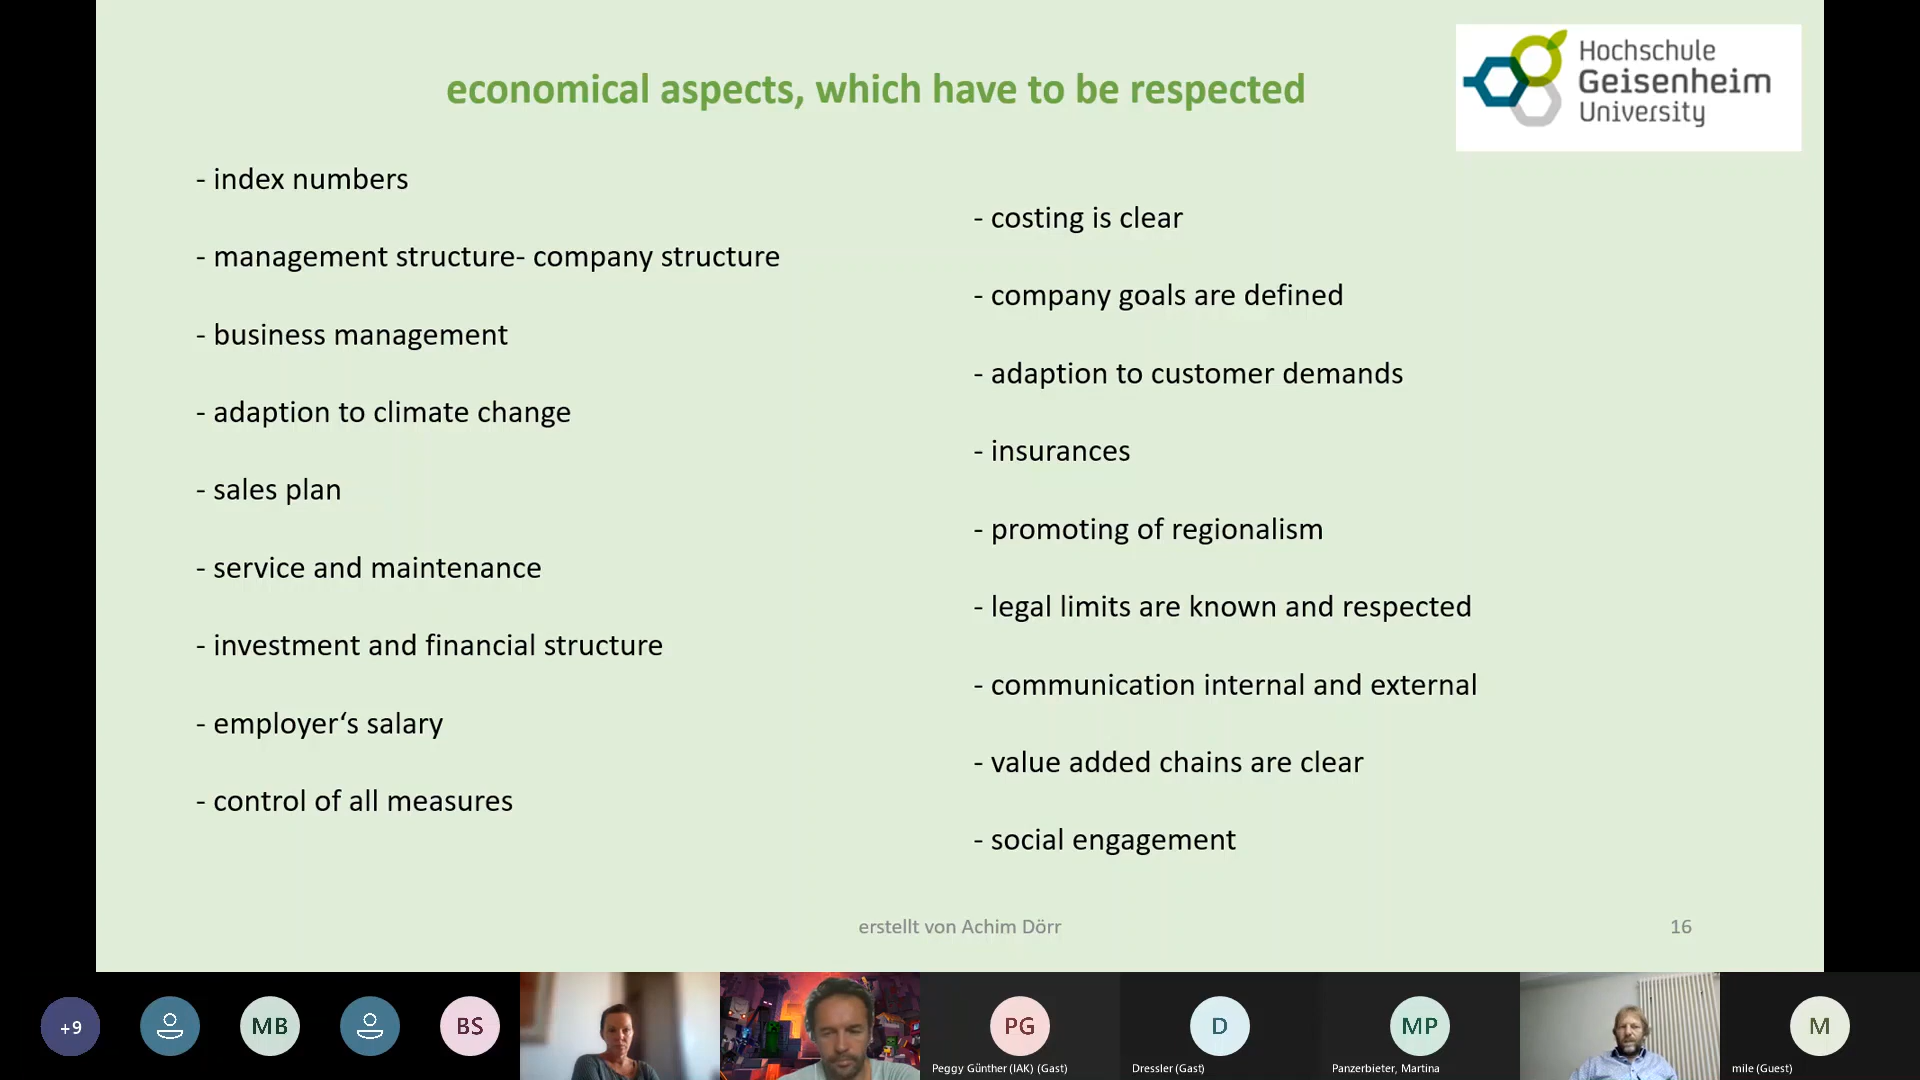 economical aspects, which have to be respected
Hochschule
Geisenheim
University
- index numbers
- management structure- company structure
- business management
- adaption to climate change
- sales plan
- service and maintenance
- investment and financial structure
- employer‘s salary
- control of all measures
- costing is clear
- company goals are defined
- adaption to customer demands
- insurances
- promoting of regionalism
- legal limits are known and respected
- communication internal and external
- value added chains are clear
- social engagement
erstellt von Achim Dörr
16
+9
MB
BS
PG
Peggy Günther (IAK) (Gast)
D
Dressler (Gast)
MP
Panzerbieter, Martina
M
mile (Guest)